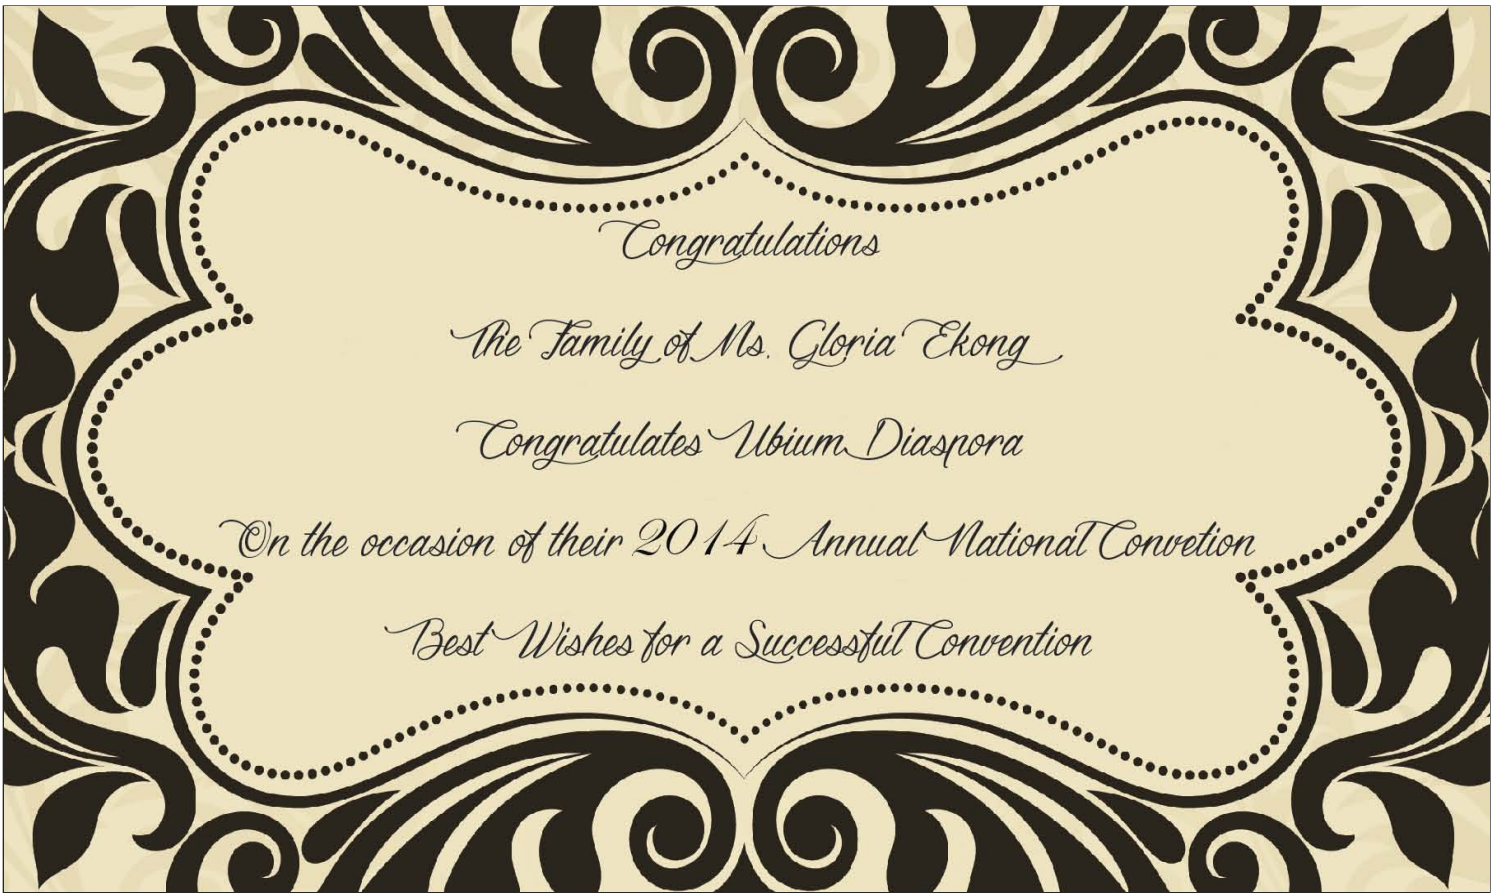 Congratulations
The Family of Ms. Gloria Ekong
Congratulates Ubium Diaspora
On the occasion of their 2014 Annual National Convetion
Best Wishes for a Successful Convention